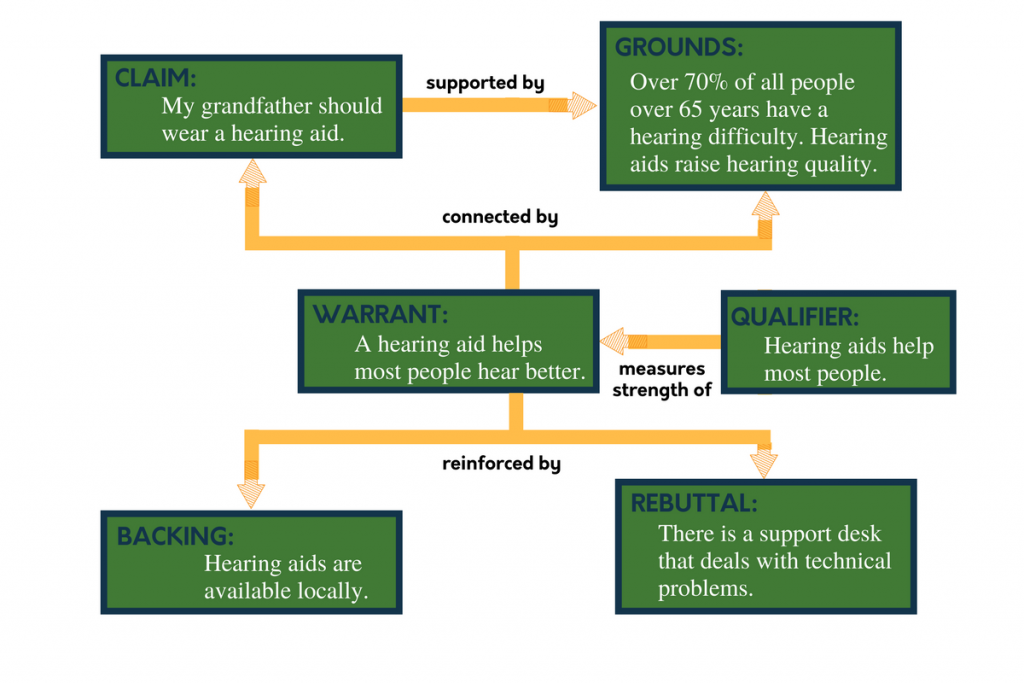 CLAIM:
My grandfather should
wear a hearing aid.
supported by
GROUNDS:
Over 70% of all people
over 65 years have a
hearing difficulty. Hearing
aids raise hearing quality.
connected by
WARRANT:
A hearing aid helps
most people hear better.
QUALIFIER:
Hearing aids help
most people.
measures
strength of
reinforced by
BACKING:
Hearing aids are
available locally.
REBUTTAL:
There is a support desk
that deals with technical
problems.